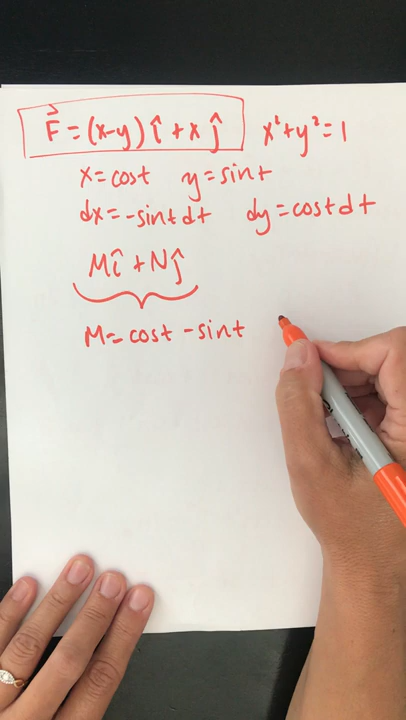 F⃗ = (x-y) î + x ĵ x²+y²=1
x=cost y=sint
dx=-sint dt dy=cost dt
Mî+Nĵ
M=cost-sint